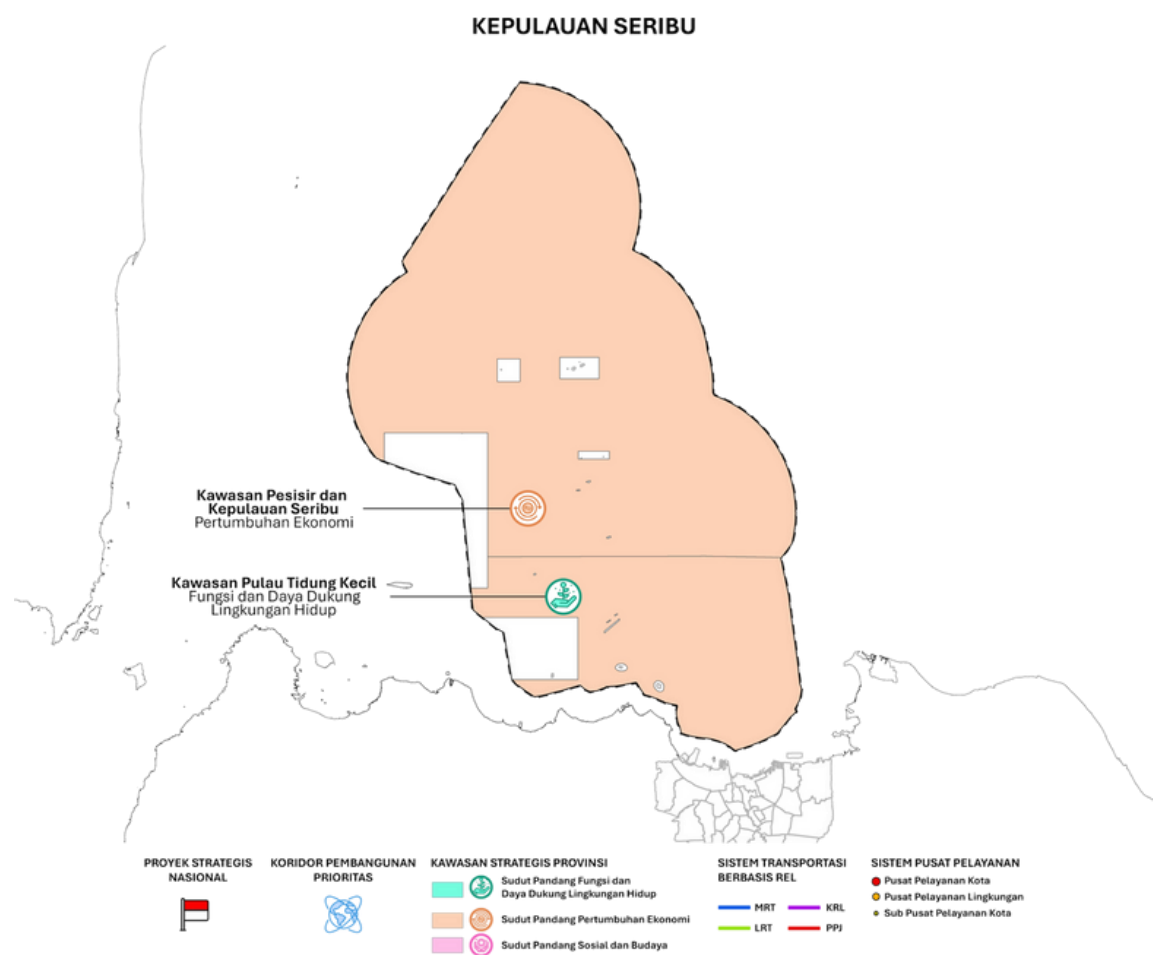 KEPULAUAN SERIBU
Kawasan Pesisir dan
Kepulauan Seribu
Pertumbuhan Ekonomi
Kawasan Pulau Tidung Kecil
Fungsi dan Daya Dukung
Lingkungan Hidup
PROYEK STRATEGIS
NASIONAL
KORIDOR PEMBANGUNAN
PRIORITAS
KAWASAN STRATEGIS PROVINSI
Sudut Pandang Fungsi dan
Daya Dukung Lingkungan Hidup
Sudut Pandang Pertumbuhan Ekonomi
Sudut Pandang Sosial dan Budaya
SISTEM TRANSPORTASI
BERBASIS REL
MRT
KRL
LRT
PPJ
SISTEM PUSAT PELAYANAN
Pusat Pelayanan Kota
Pusat Pelayanan Lingkungan
Sub Pusat Pelayanan Kota